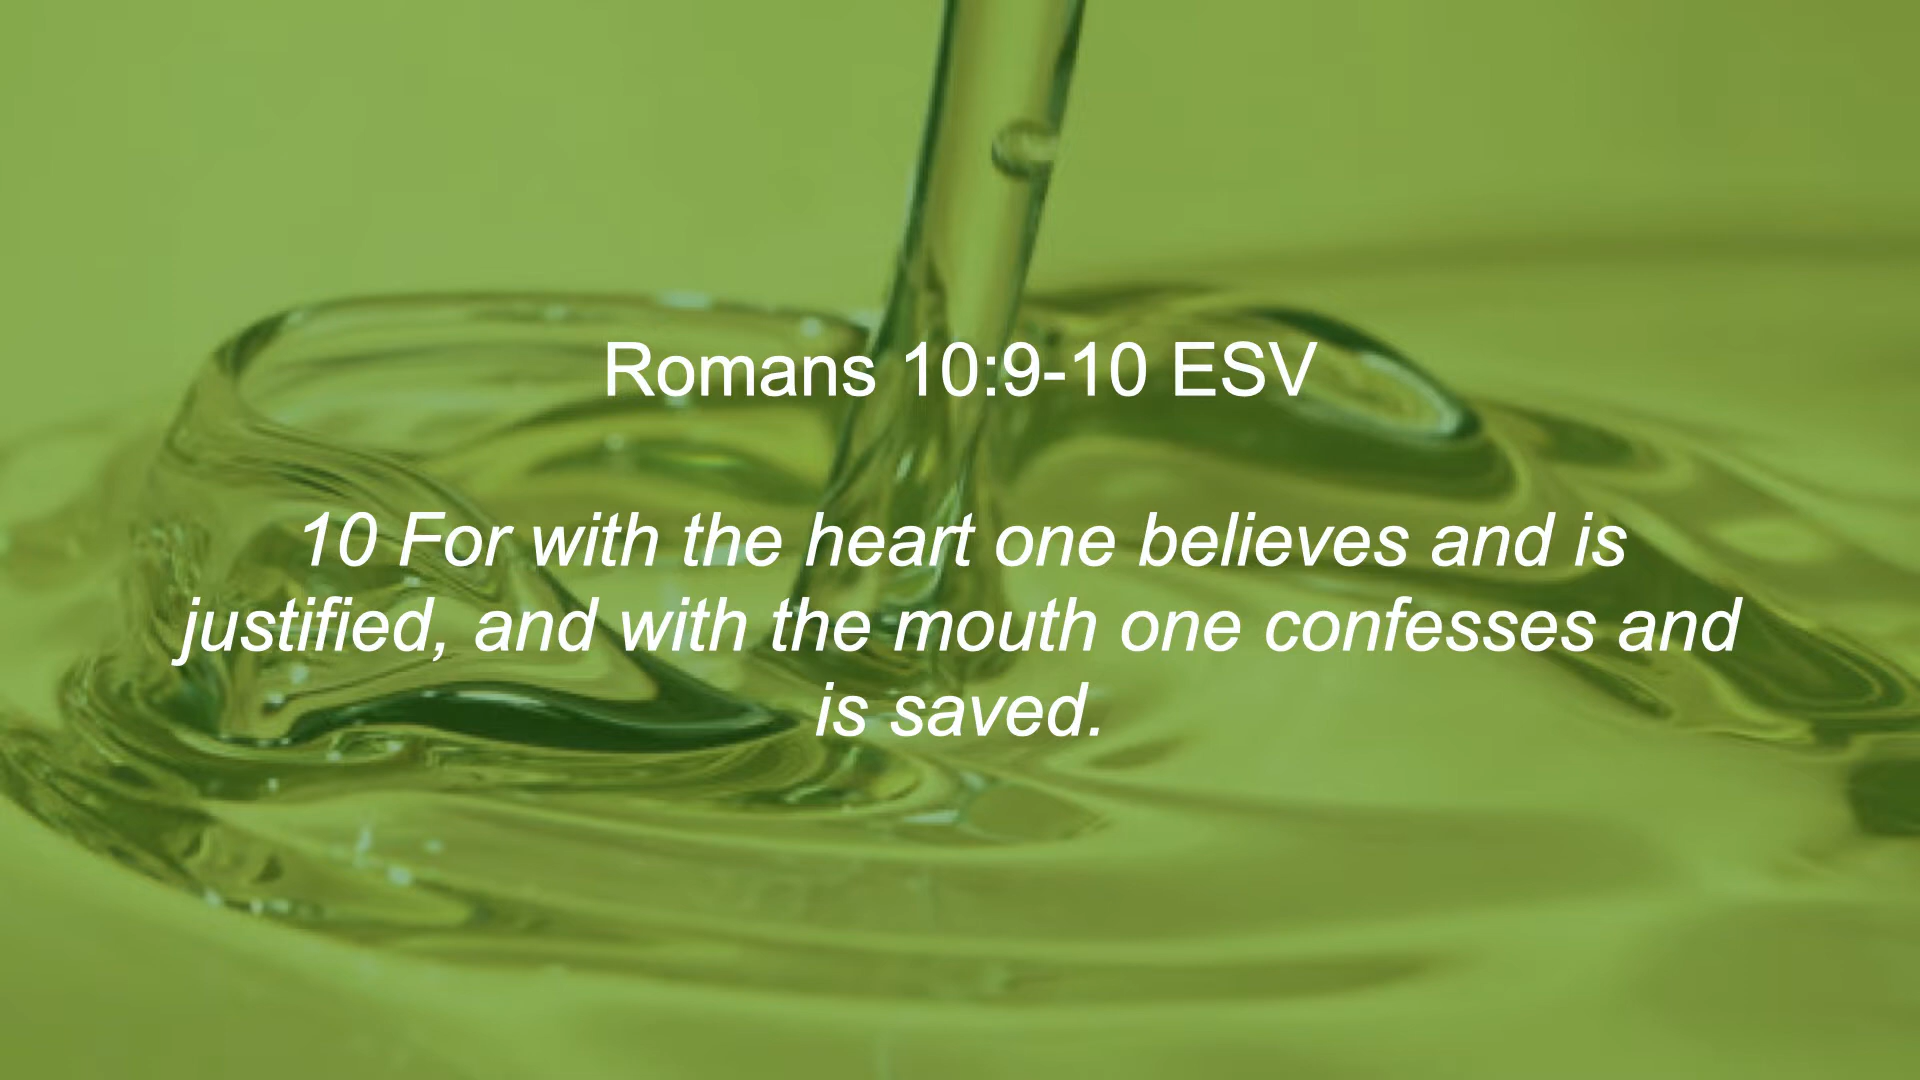 Romans 10:9-10 ESV
10 For with the heart one believes and is
justified, and with the mouth one confesses and
is saved.